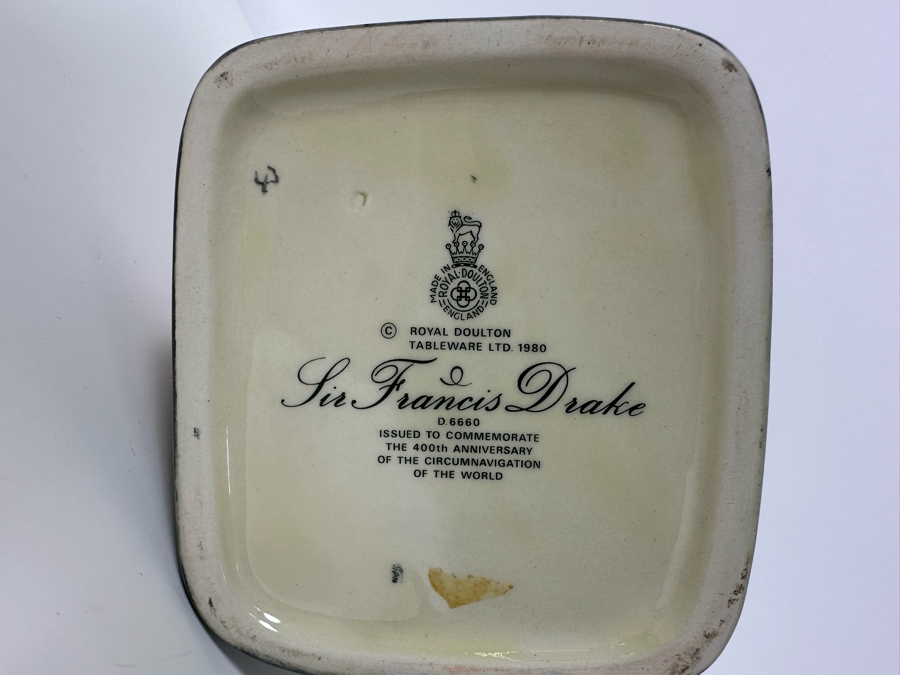 MADE IN ENGLAND
ROYAL·DOULTON
ENGLAND
© ROYAL DOULTON
TABLEWARE LTD. 1980
Sir Francis Drake
D.6660
ISSUED TO COMMEMORATE
THE 400th ANNIVERSARY
OF THE CIRCUMNAVIGATION
OF THE WORLD